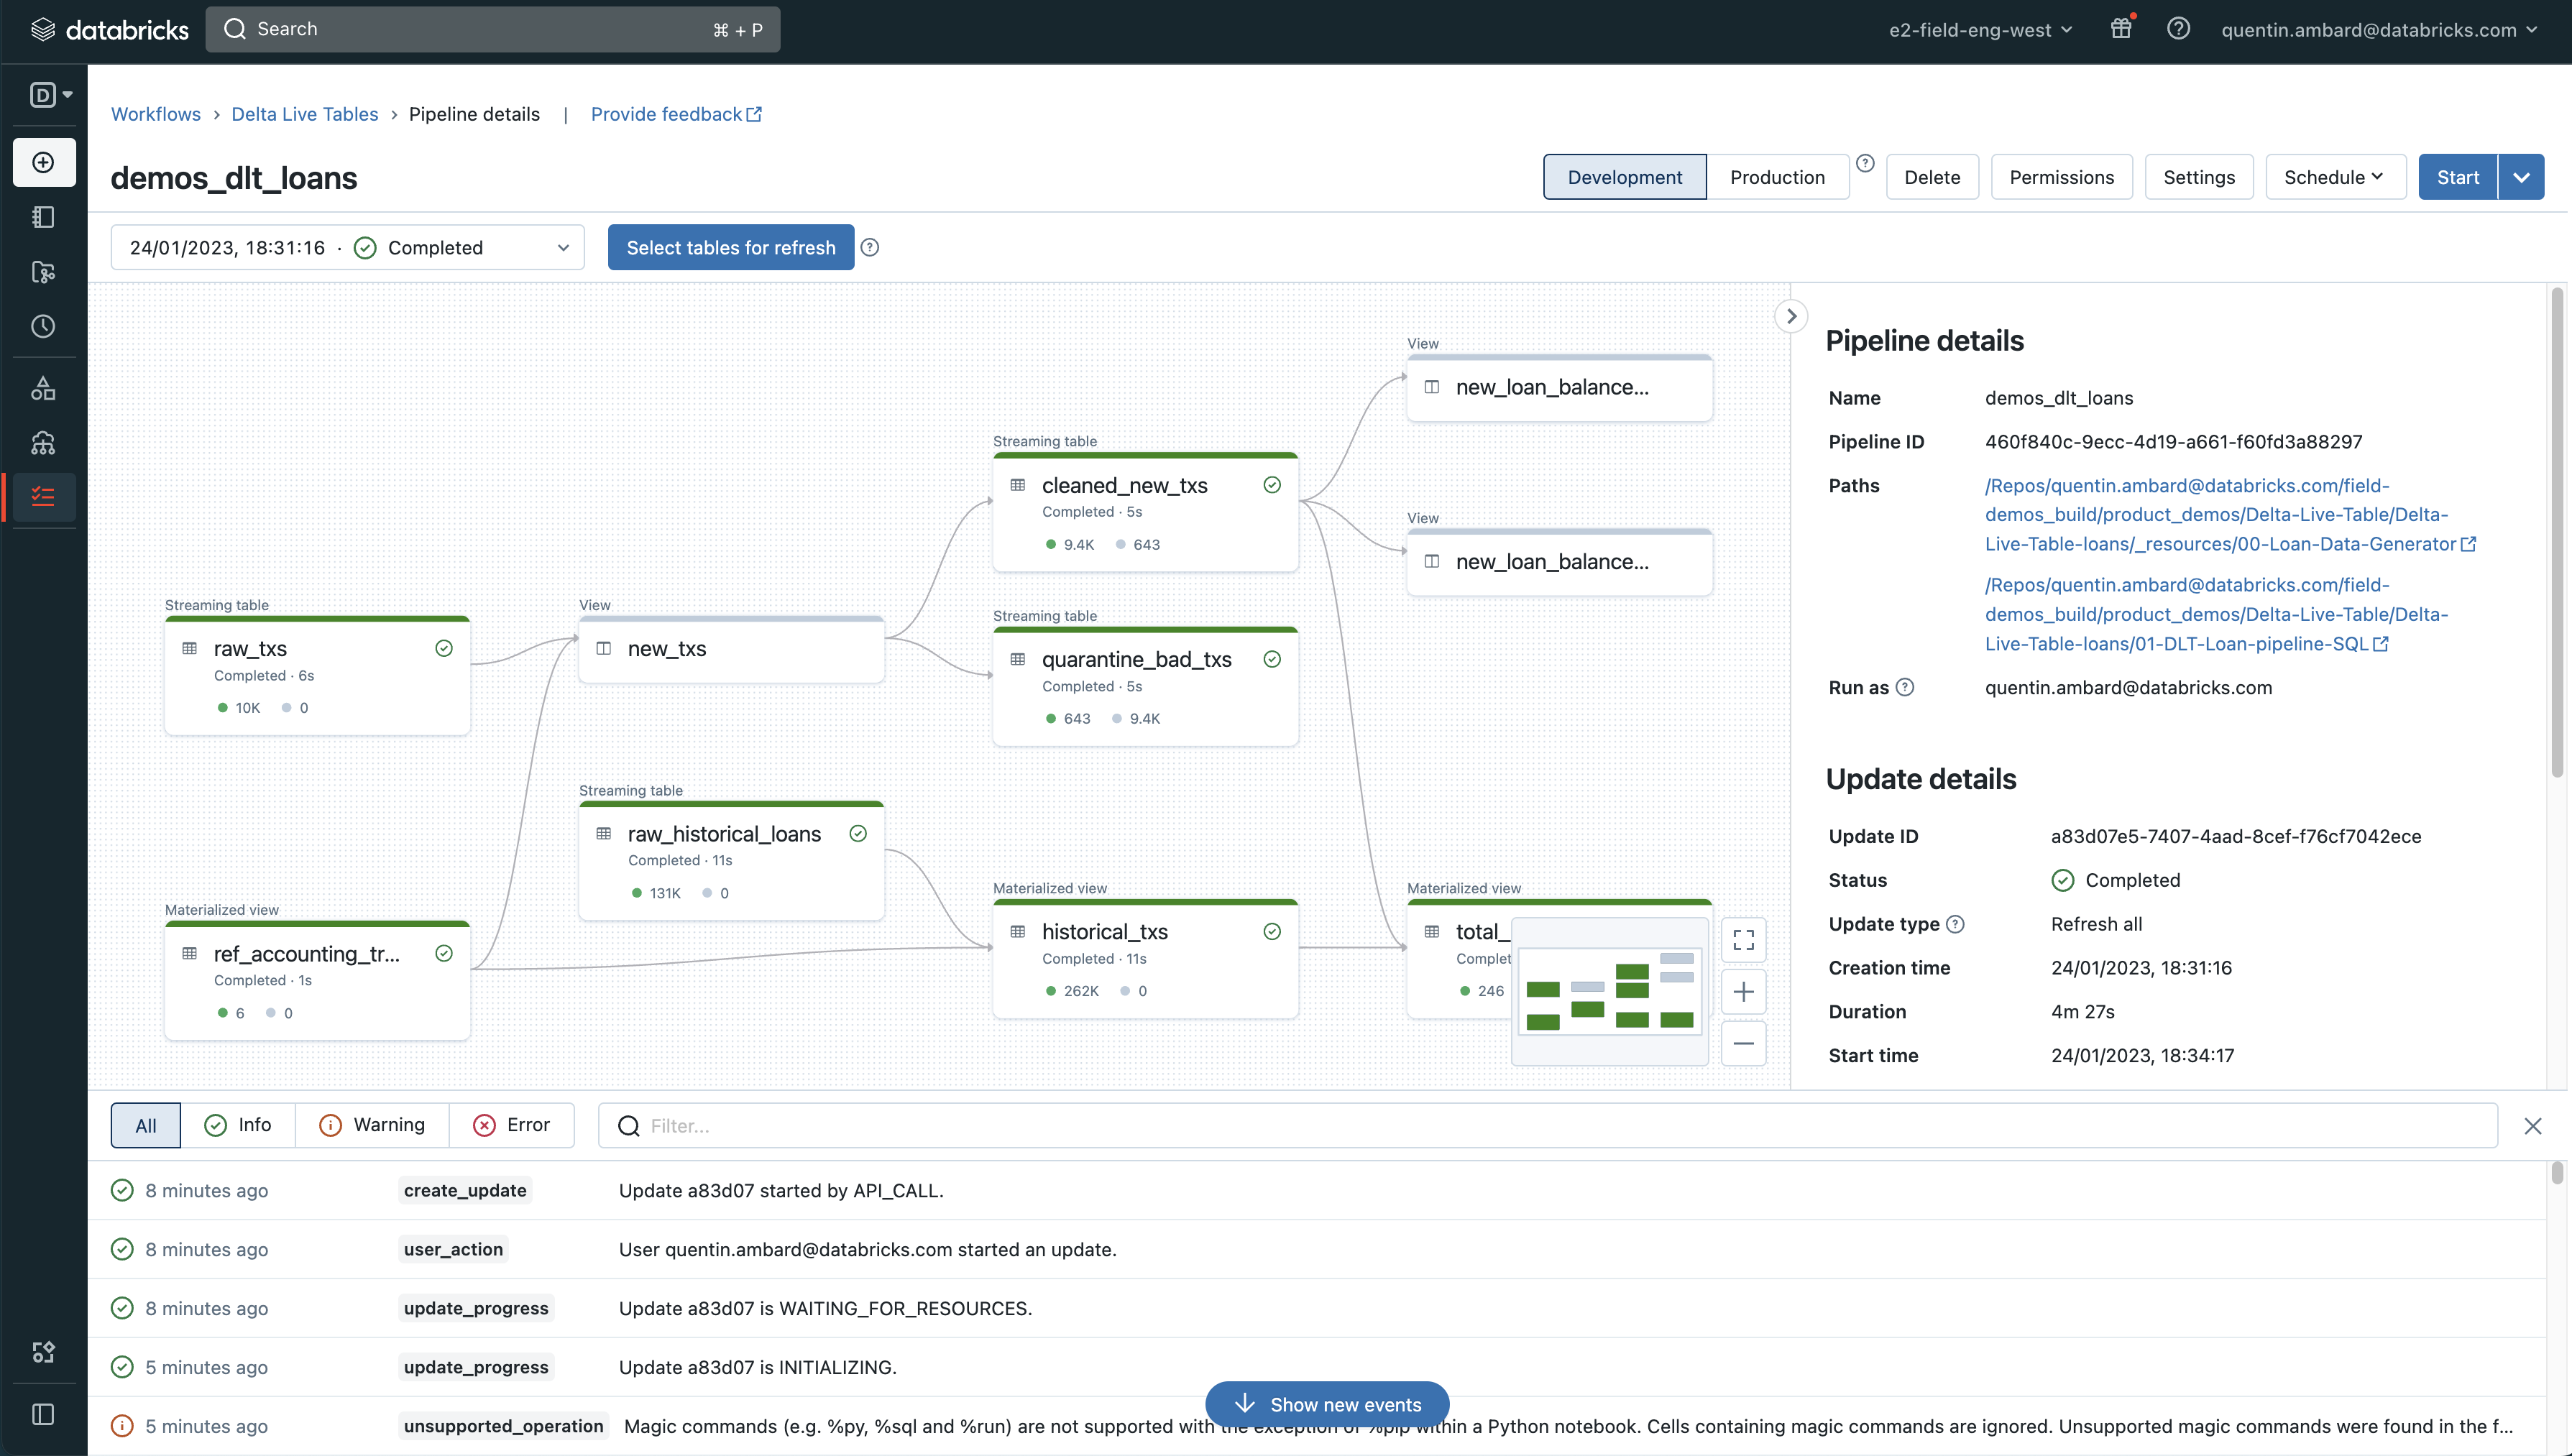 databricks
Search
⌘ + P
e2-field-eng-west
quentin.ambard@databricks.com
D
Workflows > Delta Live Tables > Pipeline details | Provide feedback
demos_dlt_loans
Development
Production
Delete
Permissions
Settings
Schedule
Start
24/01/2023, 18:31:16 · Completed
Select tables for refresh
Streaming table
raw_txs
Completed · 6s
10K 0
Materialized view
ref_accounting_tr...
Completed · 1s
6 0
View
new_txs
Streaming table
raw_historical_loans
Completed · 11s
131K 0
Streaming table
cleaned_new_txs
Completed · 5s
9.4K 643
Streaming table
quarantine_bad_txs
Completed · 5s
643 9.4K
Materialized view
historical_txs
Completed · 11s
262K 0
View
new_loan_balance...
View
new_loan_balance...
Materialized view
total_
Complet
246
Pipeline details
Name demos_dlt_loans
Pipeline ID 460f840c-9ecc-4d19-a661-f60fd3a88297
Paths /Repos/quentin.ambard@databricks.com/field-
demos_build/product_demos/Delta-Live-Table/Delta-
Live-Table-loans/_resources/00-Loan-Data-Generator
/Repos/quentin.ambard@databricks.com/field-
demos_build/product_demos/Delta-Live-Table/Delta-
Live-Table-loans/01-DLT-Loan-pipeline-SQL
Run as quentin.ambard@databricks.com
Update details
Update ID a83d07e5-7407-4aad-8cef-f76cf7042ece
Status Completed
Update type Refresh all
Creation time 24/01/2023, 18:31:16
Duration 4m 27s
Start time 24/01/2023, 18:34:17
All
Info
Warning
Error
Filter...
8 minutes ago create_update Update a83d07 started by API_CALL.
8 minutes ago user_action User quentin.ambard@databricks.com started an update.
8 minutes ago update_progress Update a83d07 is WAITING_FOR_RESOURCES.
5 minutes ago update_progress Update a83d07 is INITIALIZING.
Show new events
5 minutes ago unsupported_operation Magic commands (e.g. %py, %sql and %run) are not supported with the exception of %pip within a Python notebook. Cells containing magic commands are ignored. Unsupported magic commands were found in the f...